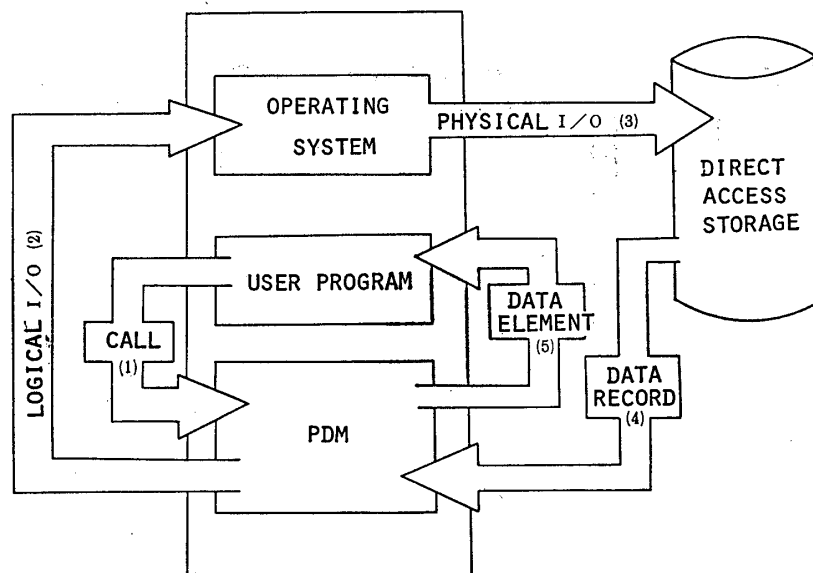 OPERATING
SYSTEM
PHYSICAL I/O (3)
DIRECT
ACCESS
STORAGE
LOGICAL I/O (2)
USER PROGRAM
CALL
(1)
DATA
ELEMENT
(5)
PDM
DATA
RECORD
(4)